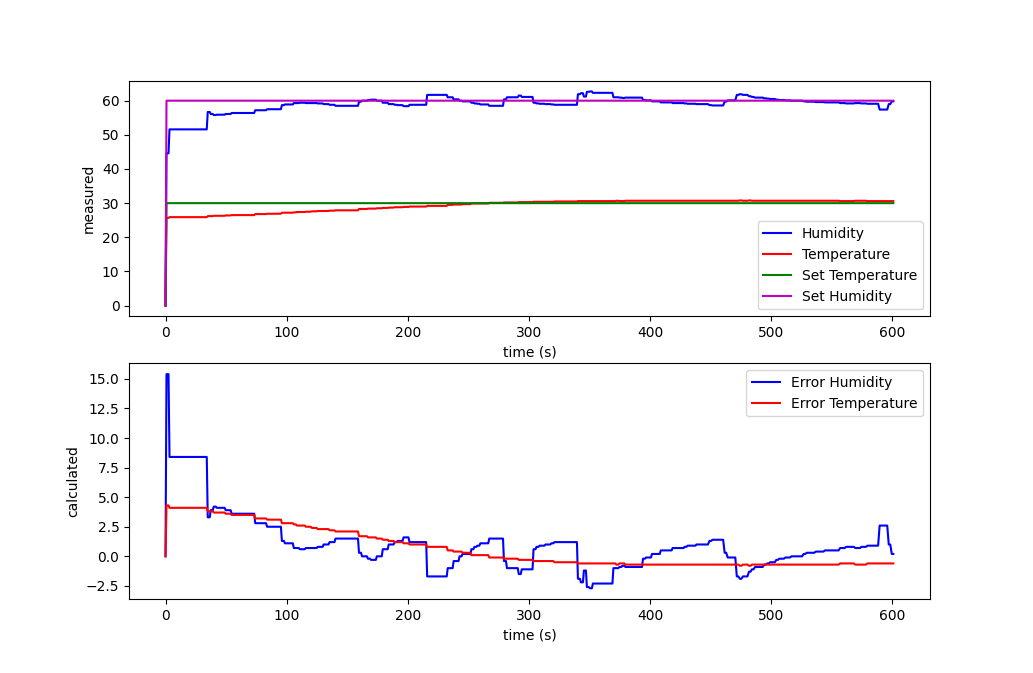 60
50
40
30
20
10
0
measured
Humidity
Temperature
Set Temperature
Set Humidity
0 100 200 300 400 500 600
time (s)
15.0
12.5
10.0
7.5
5.0
2.5
0.0
−2.5
calculated
Error Humidity
Error Temperature
0 100 200 300 400 500 600
time (s)